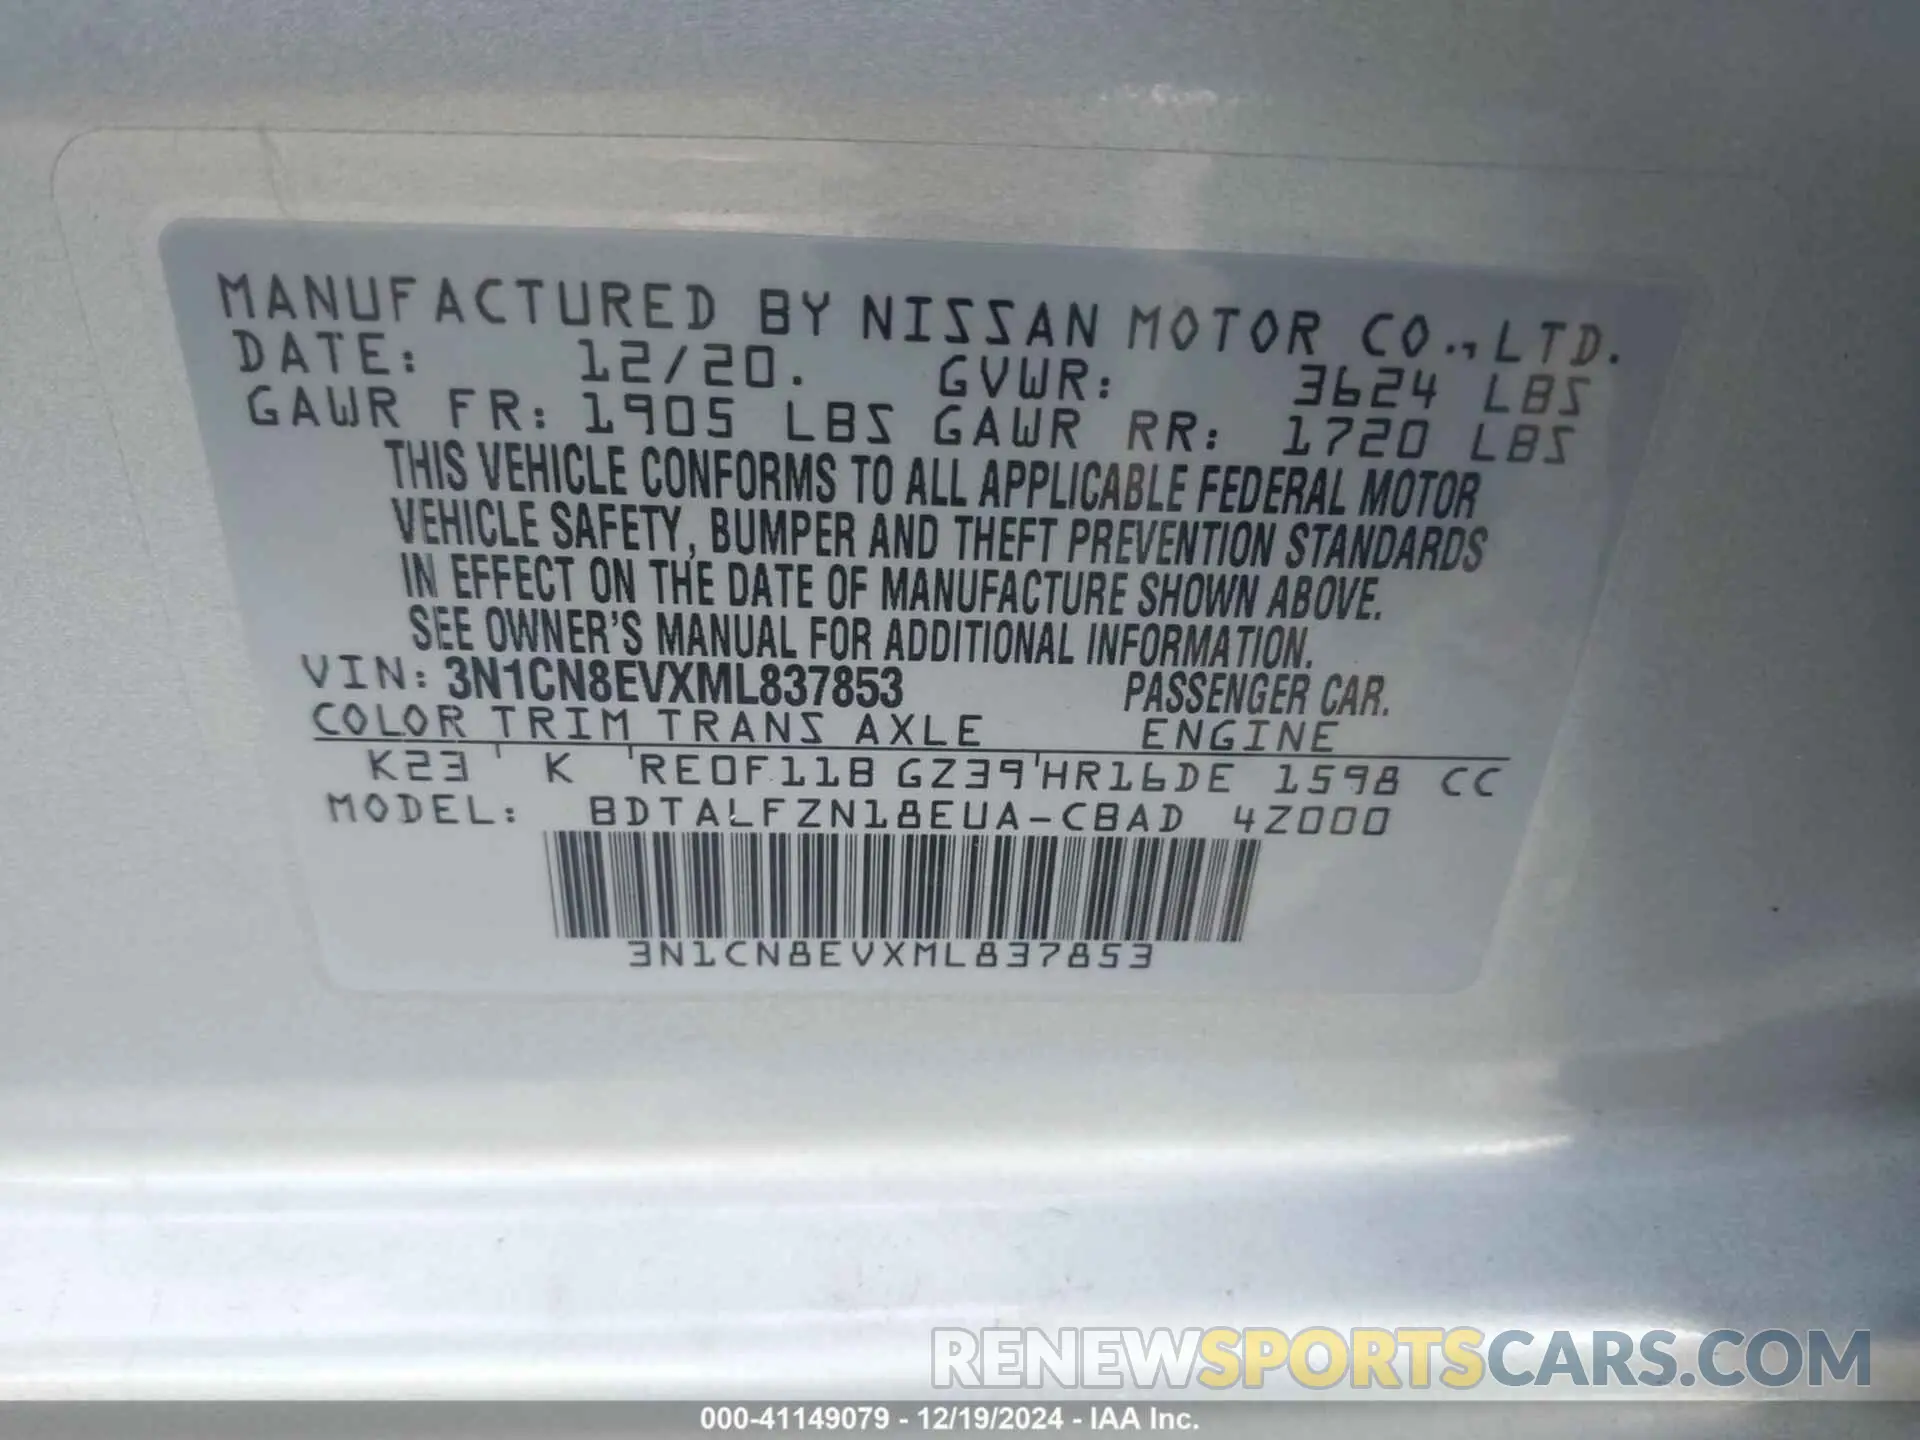 MANUFACTURED BY NISSAN MOTOR CO., LTD.
DATE: 12/20. GVWR: 3624 LBS
GAWR FR: 1905 LBS GAWR RR: 1720 LBS
THIS VEHICLE CONFORMS TO ALL APPLICABLE FEDERAL MOTOR
VEHICLE SAFETY, BUMPER AND THEFT PREVENTION STANDARDS
IN EFFECT ON THE DATE OF MANUFACTURE SHOWN ABOVE.
SEE OWNER'S MANUAL FOR ADDITIONAL INFORMATION.
VIN: 3N1CN8EVXML837853 PASSENGER CAR.
COLOR TRIM TRANS AXLE ENGINE
K23 K RE0F11B GZ39 HR16DE 1598 CC
MODEL: BDTALFZN18EUA-CBAD 4Z000
3N1CN8EVXML837853
RENEWSPORTSCARS.COM
000-41149079 - 12/19/2024 - IAA Inc.